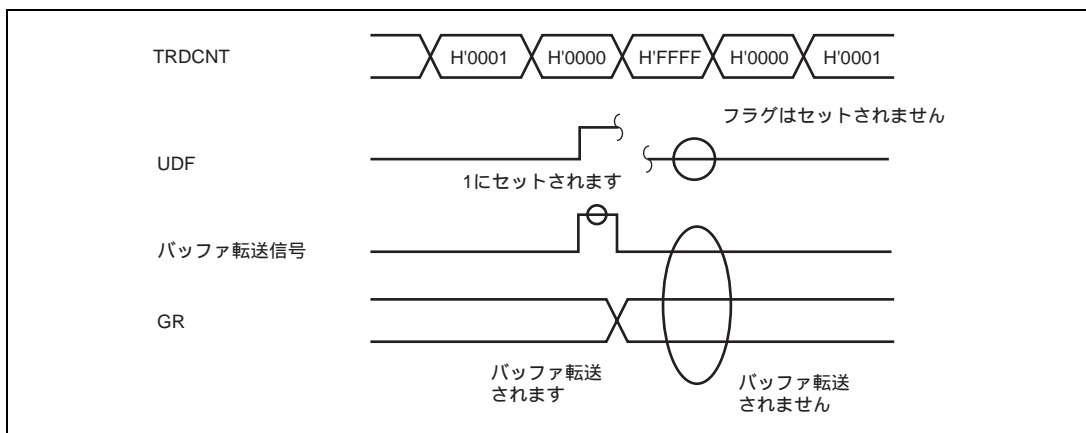 TRDCNT
H'0001 H'0000 H'FFFF H'0000 H'0001
フラグはセットされません
UDF
1にセットされます
バッファ転送信号
GR
バッファ転送
されます
バッファ転送
されません